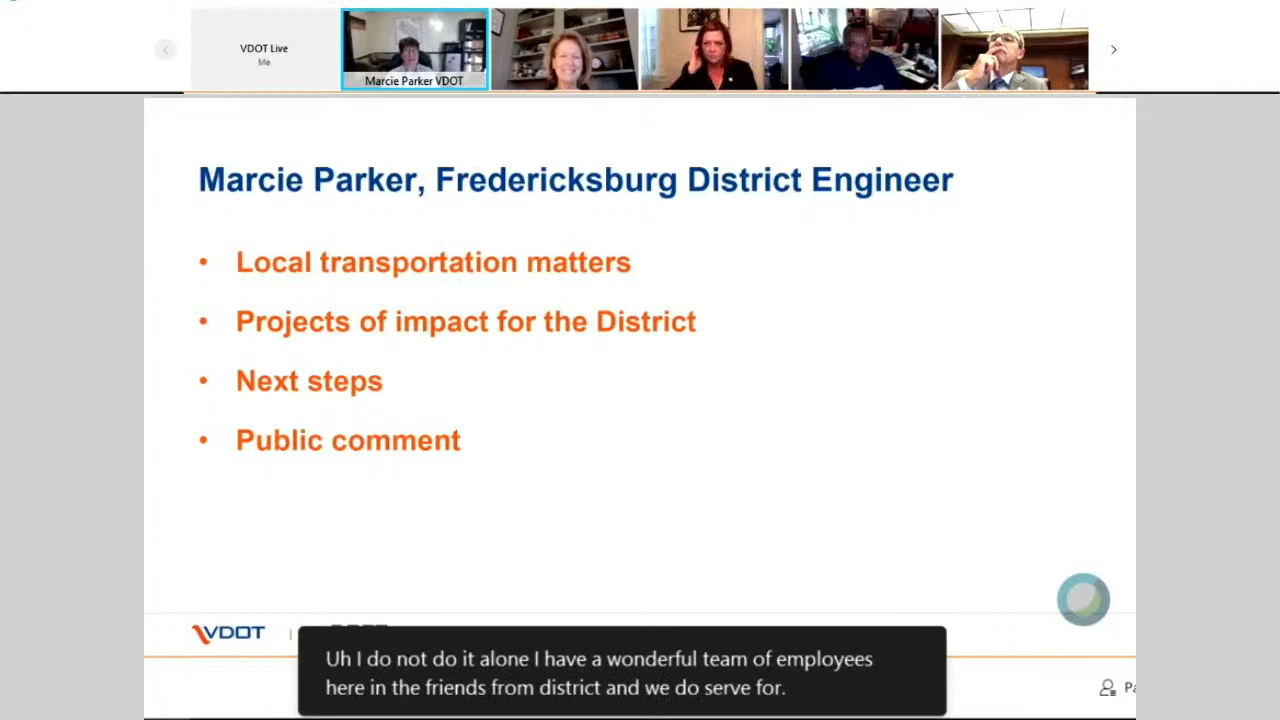 VDOT Live
Me
Marcie Parker VDOT
Marcie Parker, Fredericksburg District Engineer
• Local transportation matters
• Projects of impact for the District
• Next steps
• Public comment
VDOT
Uh I do not do it alone I have a wonderful team of employees
here in the friends from district and we do serve for.